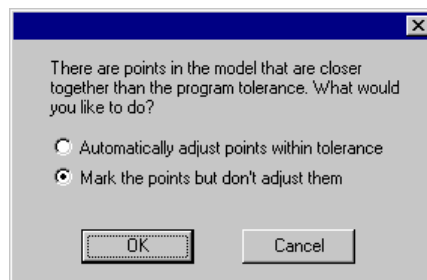 There are points in the model that are closer
together than the program tolerance. What would
you like to do?
Automatically adjust points within tolerance
Mark the points but don't adjust them
OK
Cancel